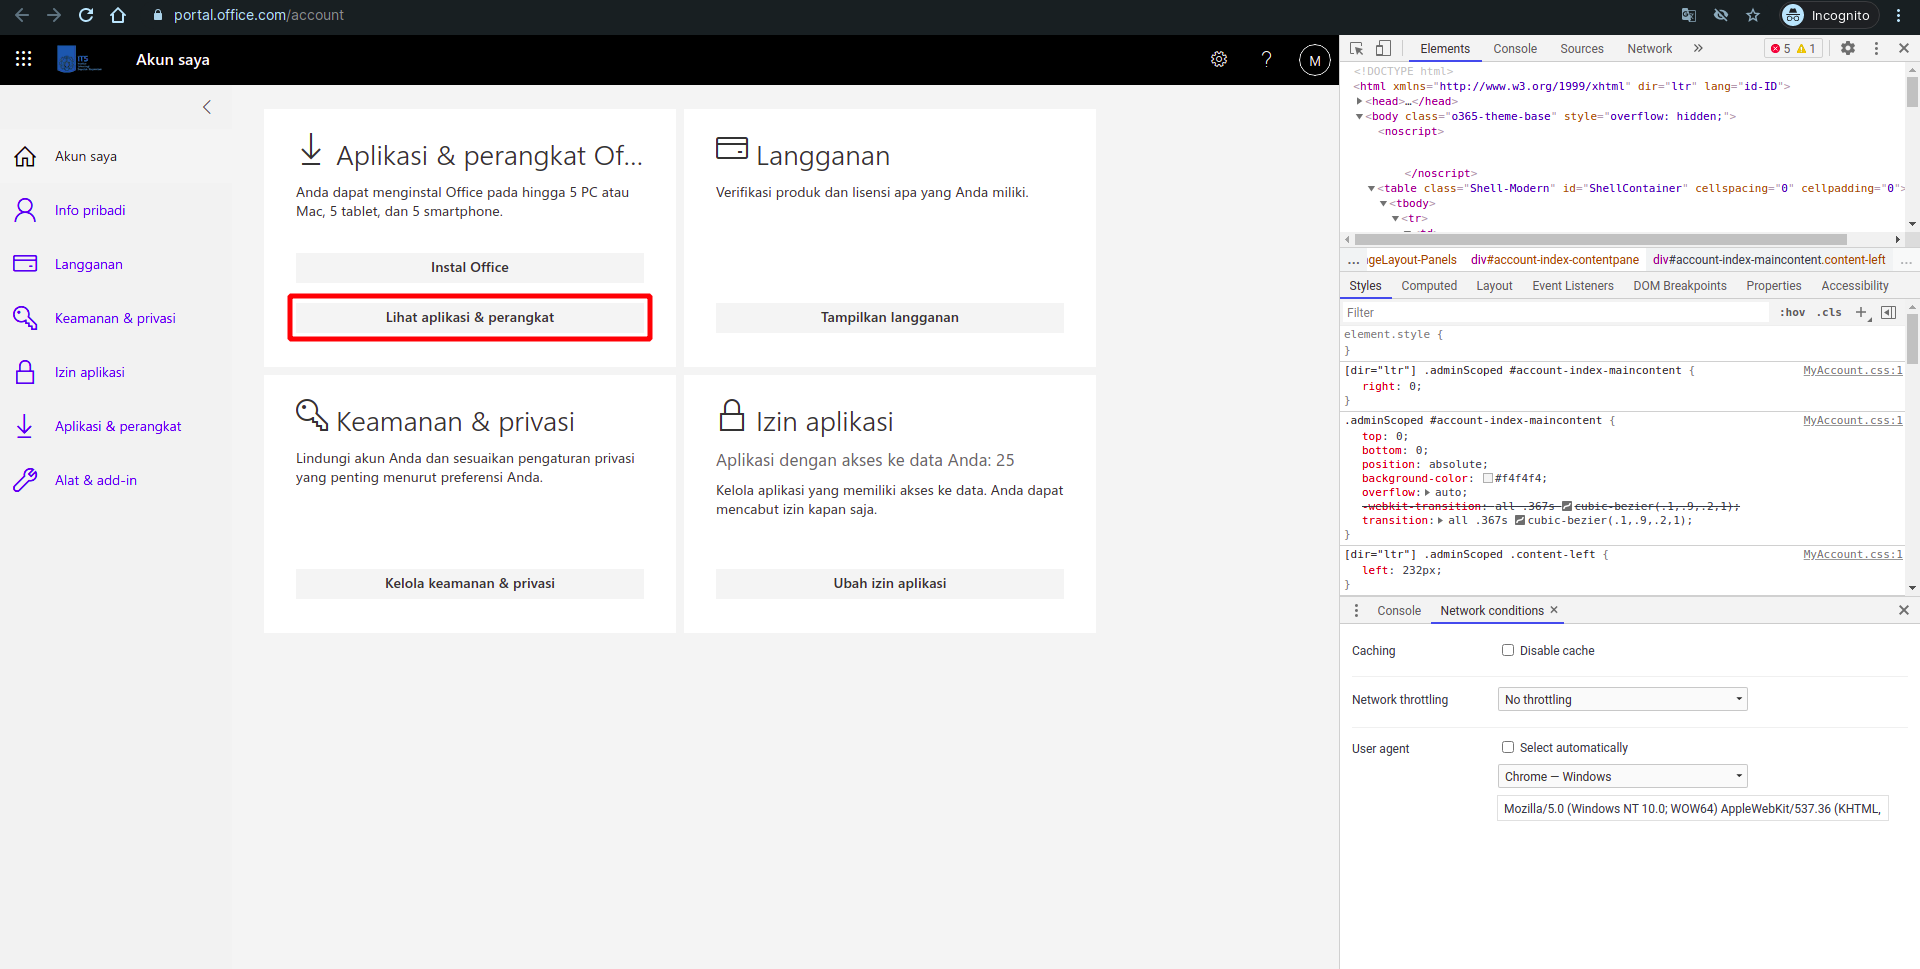 portal.office.com/account
Incognito
ITS
Akun saya
?
M
Akun saya
Info pribadi
Langganan
Keamanan & privasi
Izin aplikasi
Aplikasi & perangkat
Alat & add-in
Aplikasi & perangkat Of...
Anda dapat menginstal Office pada hingga 5 PC atau
Mac, 5 tablet, dan 5 smartphone.
Instal Office
Lihat aplikasi & perangkat
Langganan
Verifikasi produk dan lisensi apa yang Anda miliki.
Tampilkan langganan
Keamanan & privasi
Lindungi akun Anda dan sesuaikan pengaturan privasi
yang penting menurut preferensi Anda.
Kelola keamanan & privasi
Izin aplikasi
Aplikasi dengan akses ke data Anda: 25
Kelola aplikasi yang memiliki akses ke data. Anda dapat
mencabut izin kapan saja.
Ubah izin aplikasi
Elements Console Sources Network » 5 1
<!DOCTYPE html>
<html xmlns="http://www.w3.org/1999/xhtml" dir="ltr" lang="id-ID">
<head>…</head>
<body class="o365-theme-base" style="overflow: hidden;">
<noscript>
</noscript>
<table class="Shell-Modern" id="ShellContainer" cellspacing="0" cellpadding="0">
<tbody>
<tr>
... geLayout-Panels div#account-index-contentpane div#account-index-maincontent.content-left ...
Styles Computed Layout Event Listeners DOM Breakpoints Properties Accessibility
Filter :hov .cls +
element.style {
}
[dir="ltr"] .adminScoped #account-index-maincontent { MyAccount.css:1
right: 0;
}
.adminScoped #account-index-maincontent { MyAccount.css:1
top: 0;
bottom: 0;
position: absolute;
background-color: #f4f4f4;
overflow: auto;
-webkit-transition: all .367s cubic-bezier(.1,.9,.2,1);
transition: all .367s cubic-bezier(.1,.9,.2,1);
}
[dir="ltr"] .adminScoped .content-left { MyAccount.css:1
left: 232px;
}
Console Network conditions
Caching Disable cache
Network throttling No throttling
User agent Select automatically
Chrome — Windows
Mozilla/5.0 (Windows NT 10.0; WOW64) AppleWebKit/537.36 (KHTML,